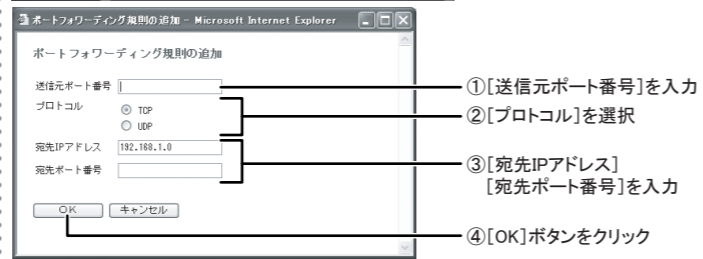 ポートフォワーディング規則の追加 - Microsoft Internet Explorer
ポートフォワーディング規則の追加
送信元ポート番号
①[送信元ポート番号]を入力
プロトコル
TCP
UDP
②[プロトコル]を選択
宛先IPアドレス 192.168.1.0
宛先ポート番号
③[宛先IPアドレス]
[宛先ポート番号]を入力
OK キャンセル
④[OK]ボタンをクリック